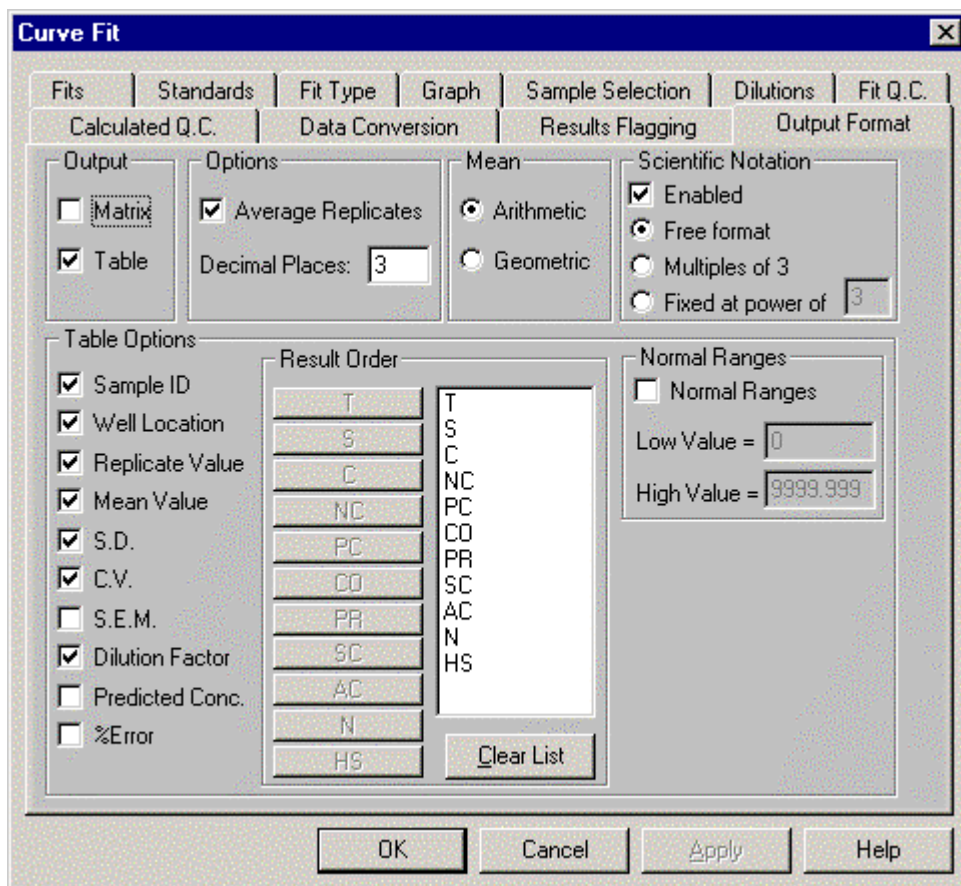 Curve Fit
Fits Standards Fit Type Graph Sample Selection Dilutions Fit Q.C.
Calculated Q.C. Data Conversion Results Flagging Output Format
Output
Matrix
Table
Options
Average Replicates
Decimal Places: 3
Mean
Arithmetic
Geometric
Scientific Notation
Enabled
Free format
Multiples of 3
Fixed at power of 3
Table Options
Sample ID
Well Location
Replicate Value
Mean Value
S.D.
C.V.
S.E.M.
Dilution Factor
Predicted Conc.
%Error
Result Order
T
S
C
NC
PC
CO
PR
SC
AC
N
HS
T
S
C
NC
PC
CO
PR
SC
AC
N
HS
Clear List
Normal Ranges
Normal Ranges
Low Value = 0
High Value = 9999.999
OK Cancel Apply Help